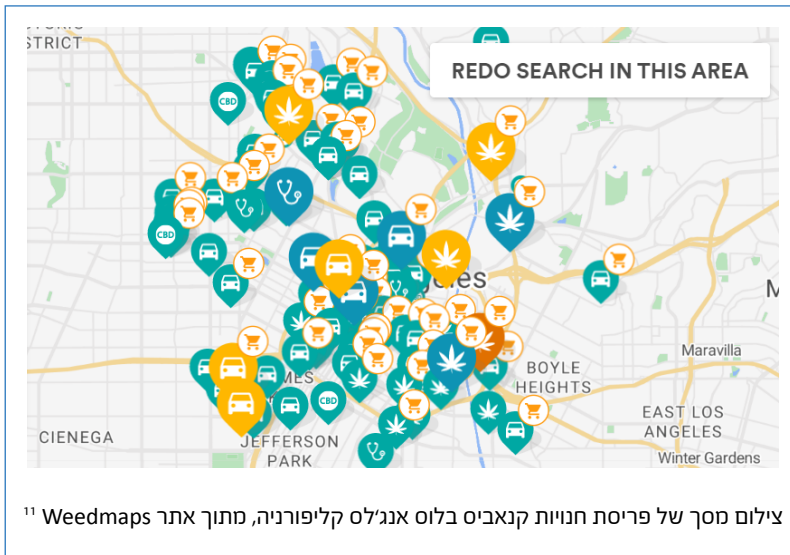 STRICT
REDO SEARCH IN THIS AREA
CBD
CBD
Maravilla
BOYLE
HEIGHTS
CBD
EAST LOS
ANGELES
CIENEGA
JEFFERSON
PARK
Winter Gardens
צילום מסך של פריסת חנויות קנאביס בלוס אנג'לס קליפורניה, מתוך אתר Weedmaps ¹¹